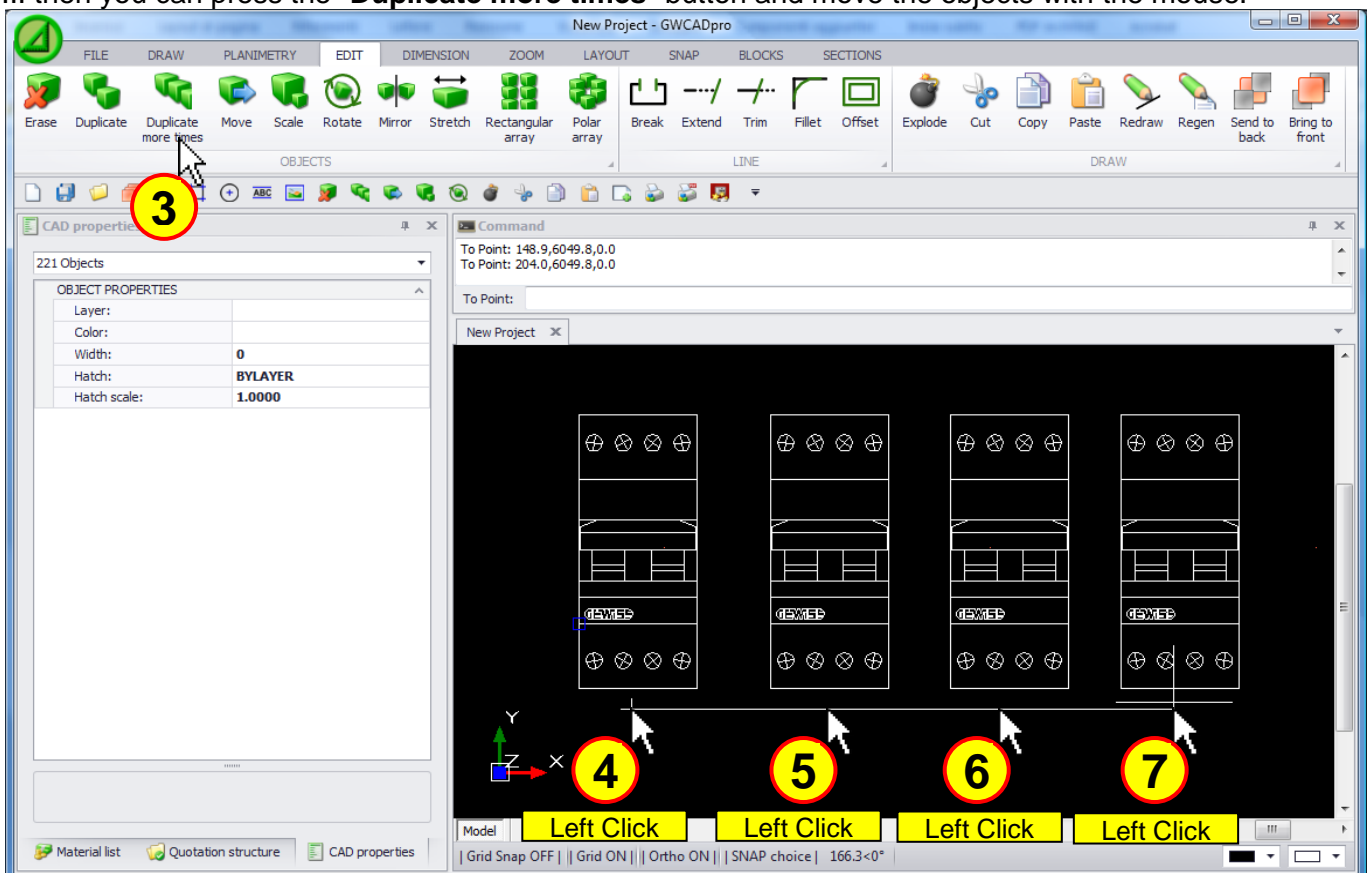 ... then you can press the "Duplicate more times" button and move the objects with the mouse.
New Project - GWCADpro
FILE DRAW PLANIMETRY EDIT DIMENSION ZOOM LAYOUT SNAP BLOCKS SECTIONS
Erase Duplicate Duplicate more times Move Scale Rotate Mirror Stretch Rectangular array Polar array Break Extend Trim Fillet Offset Explode Cut Copy Paste Redraw Regen Send to back Bring to front
OBJECTS LINE DRAW
ABC
3
CAD propertie
Command
221 Objects
To Point: 148.9,6049.8,0.0
To Point: 204.0,6049.8,0.0
To Point:
OBJECT PROPERTIES
Layer:
Color:
Width: 0
Hatch: BYLAYER
Hatch scale: 1.0000
New Project
GEWISS GEWISS GEWISS GEWISS
Y
Z X
4 5 6 7
Left Click Left Click Left Click Left Click
Model
Material list Quotation structure CAD properties
| Grid Snap OFF | | Grid ON | | Ortho ON | | SNAP choice | 166.3<0°